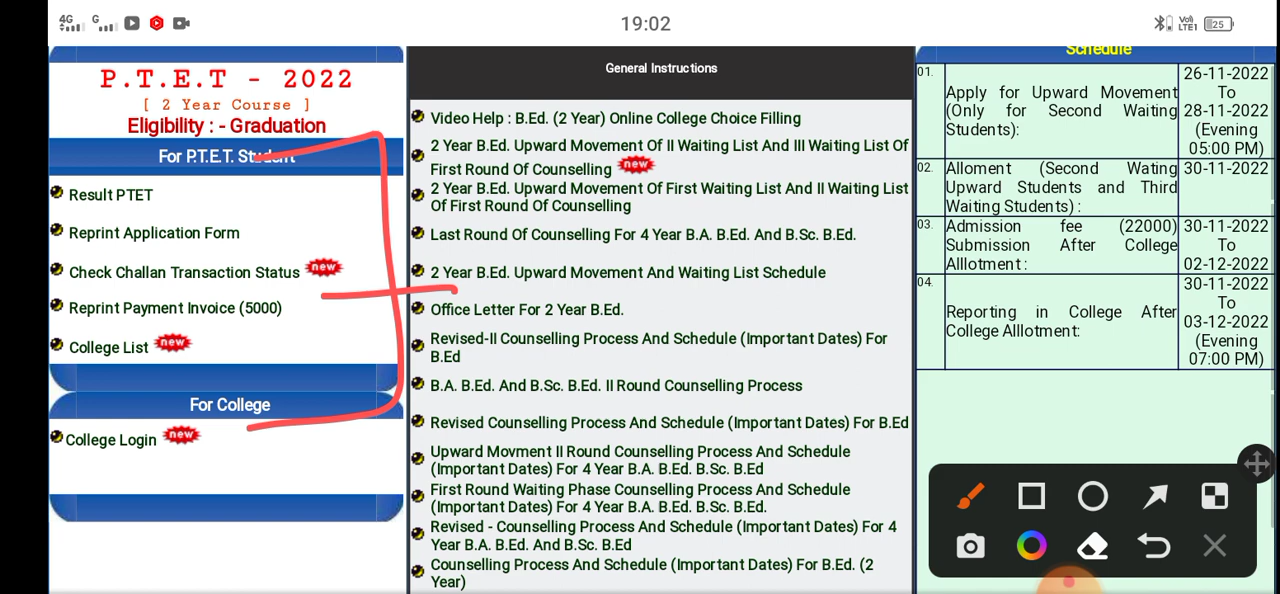 4G G 19:02 Vo) LTE1 25
P.T.E.T - 2022
[ 2 Year Course ]
Eligibility : - Graduation
For P.T.E.T. Student
Result PTET
Reprint Application Form
Check Challan Transaction Status new
Reprint Payment Invoice (5000)
College List new
For College
College Login new
General Instructions
Video Help : B.Ed. (2 Year) Online College Choice Filling
2 Year B.Ed. Upward Movement Of II Waiting List And III Waiting List Of
First Round Of Counselling new
2 Year B.Ed. Upward Movement Of First Waiting List And II Waiting List
Of First Round Of Counselling
Last Round Of Counselling For 4 Year B.A. B.Ed. And B.Sc. B.Ed.
2 Year B.Ed. Upward Movement And Waiting List Schedule
Office Letter For 2 Year B.Ed.
Revised-II Counselling Process And Schedule (Important Dates) For
B.Ed
B.A. B.Ed. And B.Sc. B.Ed. II Round Counselling Process
Revised Counselling Process And Schedule (Important Dates) For B.Ed
Upward Movment II Round Counselling Process And Schedule
(Important Dates) For 4 Year B.A. B.Ed. B.Sc. B.Ed
First Round Waiting Phase Counselling Process And Schedule
(Important Dates) For 4 Year B.A. B.Ed. B.Sc. B.Ed.
Revised - Counselling Process And Schedule (Important Dates) For 4
Year B.A. B.Ed. And B.Sc. B.Ed
Counselling Process And Schedule (Important Dates) For B.Ed. (2
Year)
Schedule
01. Apply for Upward Movement
(Only for Second Waiting
Students):
26-11-2022
To
28-11-2022
(Evening
05:00 PM)
02. Alloment (Second Wating
Upward Students and Third
Waiting Students) :
30-11-2022
03. Admission fee (22000)
Submission After College
Alllotment :
30-11-2022
To
02-12-2022
04. Reporting in College After
College Alllotment:
30-11-2022
To
03-12-2022
(Evening
07:00 PM)